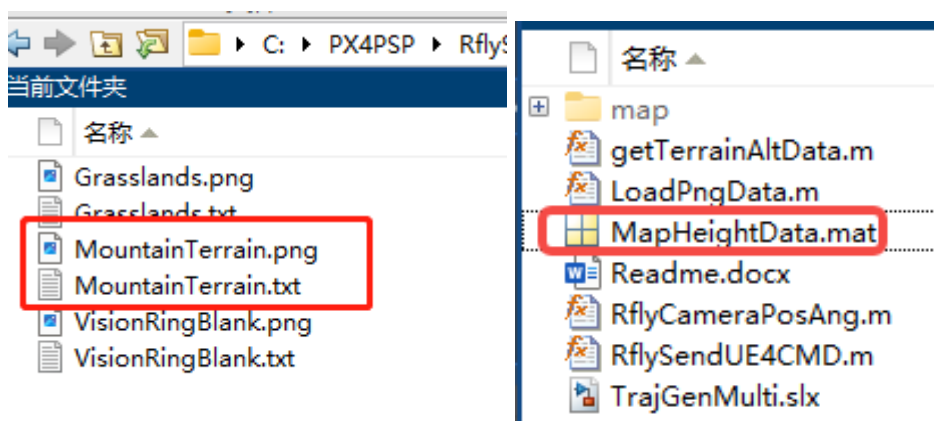 C: PX4PSP Rfly
当前文件夹
名称
Grasslands.png
Grasslands.txt
MountainTerrain.png
MountainTerrain.txt
VisionRingBlank.png
VisionRingBlank.txt
名称
map
getTerrainAltData.m
LoadPngData.m
MapHeightData.mat
Readme.docx
RflyCameraPosAng.m
RflySendUE4CMD.m
TrajGenMulti.slx